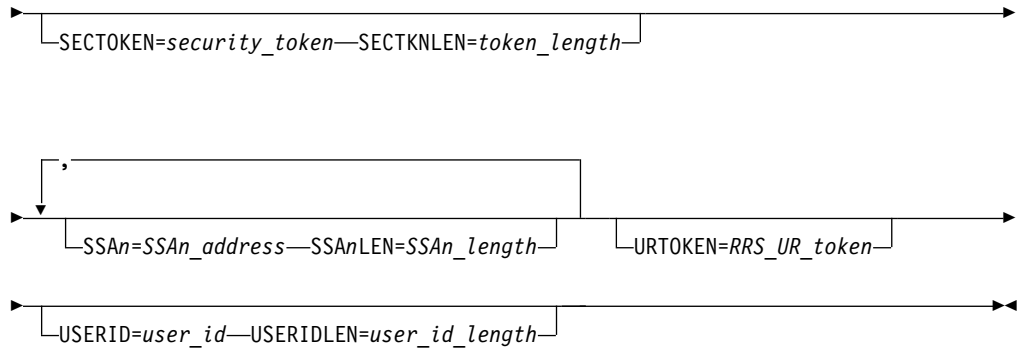 SECTOKEN=security_token SECTKNLEN=token_length
,
SSAn=SSAn_address SSAnLEN=SSAn_length URTOKEN=RRS_UR_token
USERID=user_id USERIDLEN=user_id_length